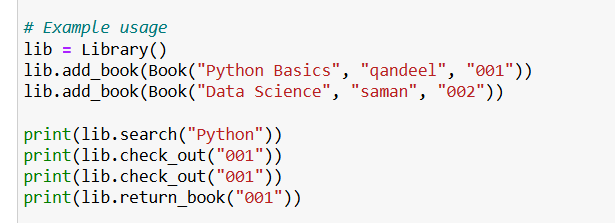 # Example usage
lib = Library()
lib.add_book(Book("Python Basics", "qandeel", "001"))
lib.add_book(Book("Data Science", "saman", "002"))
print(lib.search("Python"))
print(lib.check_out("001"))
print(lib.check_out("001"))
print(lib.return_book("001"))